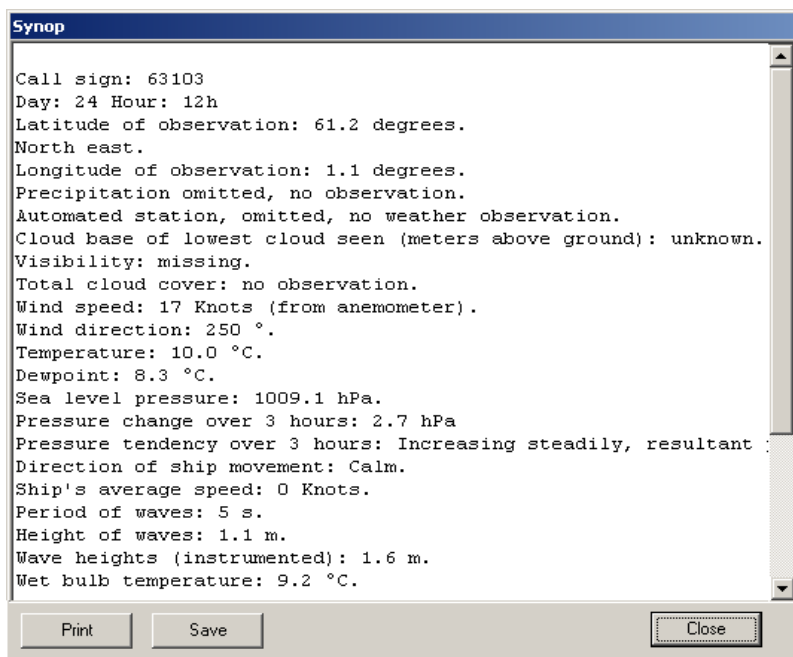 Synop
Call sign: 63103
Day: 24 Hour: 12h
Latitude of observation: 61.2 degrees.
North east.
Longitude of observation: 1.1 degrees.
Precipitation omitted, no observation.
Automated station, omitted, no weather observation.
Cloud base of lowest cloud seen (meters above ground): unknown.
Visibility: missing.
Total cloud cover: no observation.
Wind speed: 17 Knots (from anemometer).
Wind direction: 250 °.
Temperature: 10.0 °C.
Dewpoint: 8.3 °C.
Sea level pressure: 1009.1 hPa.
Pressure change over 3 hours: 2.7 hPa
Pressure tendency over 3 hours: Increasing steadily, resultant
Direction of ship movement: Calm.
Ship's average speed: 0 Knots.
Period of waves: 5 s.
Height of waves: 1.1 m.
Wave heights (instrumented): 1.6 m.
Wet bulb temperature: 9.2 °C.
Print Save Close